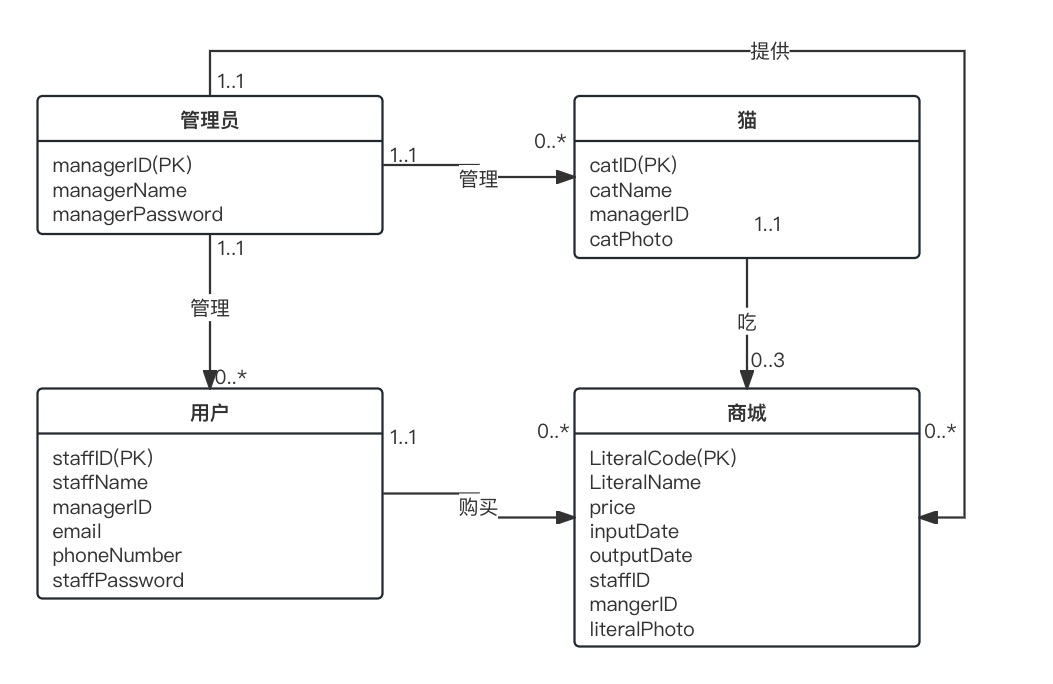 提供
1..1
管理员
managerID(PK)
managerName
managerPassword
1..1
管理
0..*
猫
catID(PK)
catName
managerID
catPhoto
1..1
1..1
管理
0..*
吃
0..3
用户
staffID(PK)
staffName
managerID
email
phoneNumber
staffPassword
1..1
购买
0..*
商城
LiteralCode(PK)
LiteralName
price
inputDate
outputDate
staffID
mangerID
literalPhoto
0..*